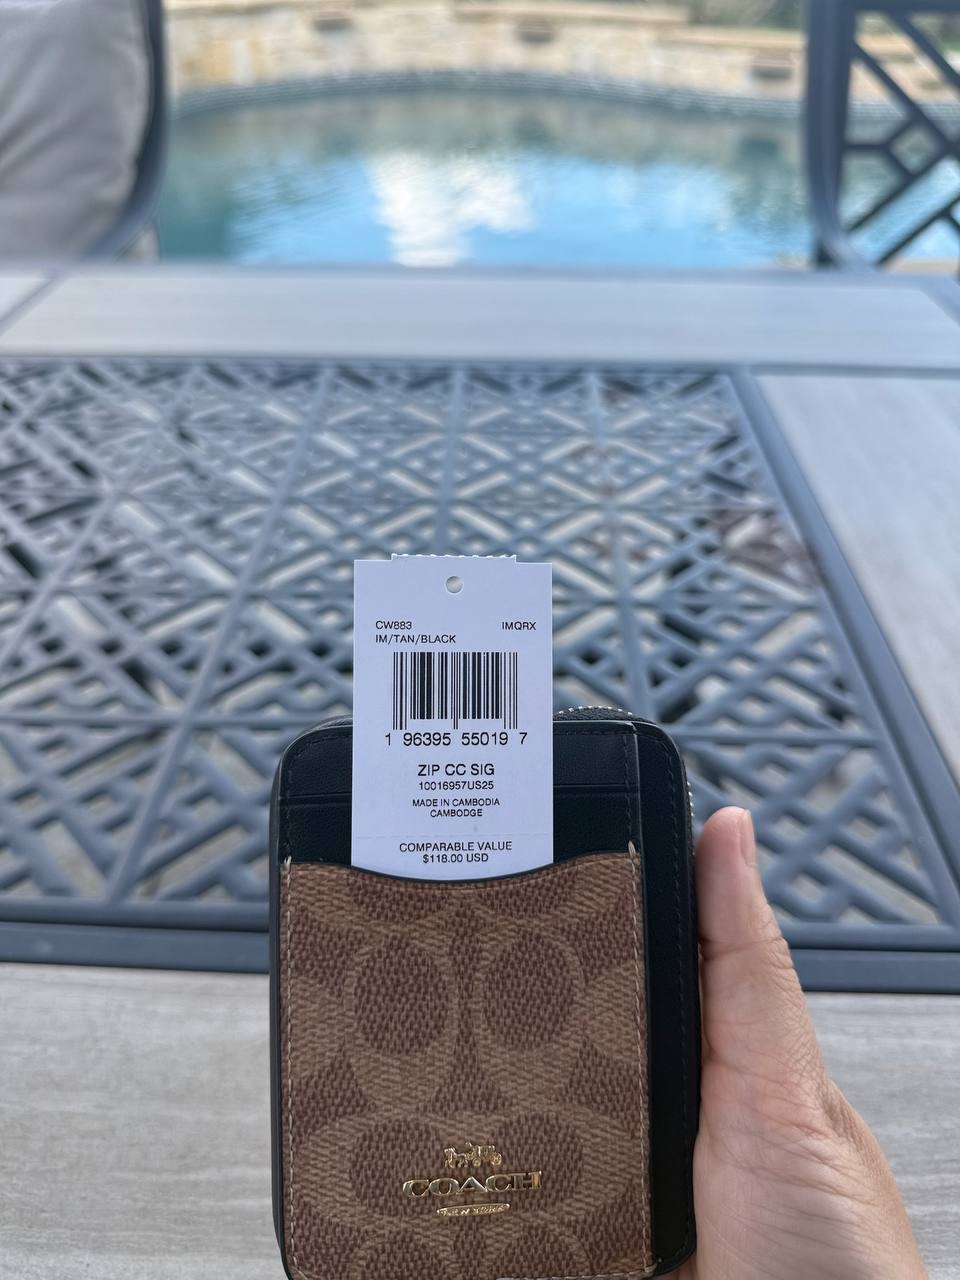 CW883 IMQRX
IM/TAN/BLACK
1 96395 55019 7
ZIP CC SIG
10016957US25
MADE IN CAMBODIA
CAMBODGE
COMPARABLE VALUE
$118.00 USD
COACH
NEW YORK